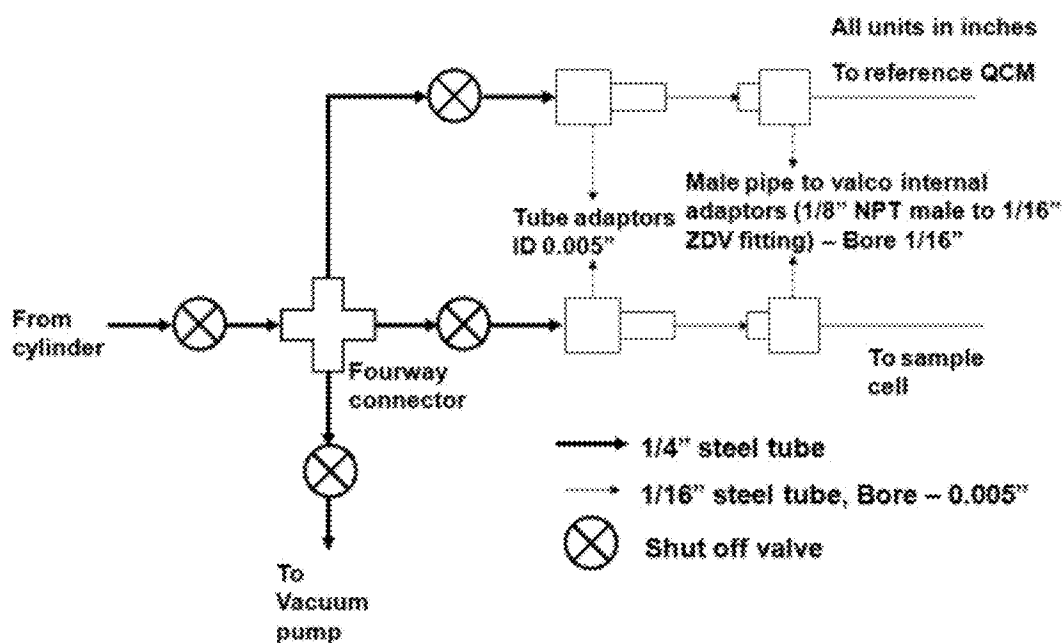 All units in inches
To reference QCM
Male pipe to valco internal
adaptors (1/8” NPT male to 1/16”
ZDV fitting) – Bore 1/16”
Tube adaptors
ID 0.005”
From
cylinder
Fourway
connector
To sample
cell
1/4” steel tube
1/16” steel tube, Bore – 0.005”
Shut off valve
To
Vacuum
pump